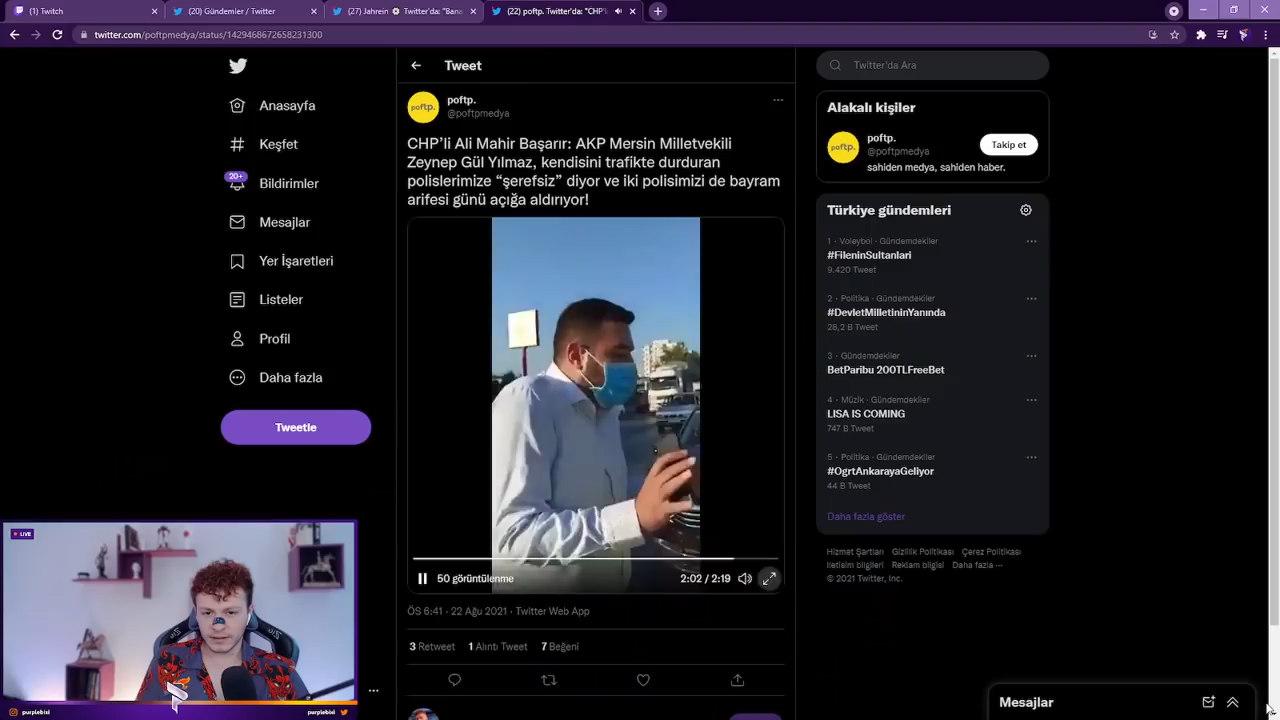 Twitch
(20) Gündemler / Twitter
(27) Jahrein
Twitter'da: "Bana
(22) poftp. Twitter'da: "CHP'l
twitter.com/poftpmedya/status/1429468672658231300
Tweet
Twitter'da Ara
Anasayfa
Keşfet
20+
Bildirimler
Mesajlar
Yer İşaretleri
Listeler
Profil
Daha fazla
Tweetle
poftp.
poftp.
@poftpmedya
CHP'li Ali Mahir Başarır: AKP Mersin Milletvekili
Zeynep Gül Yılmaz, kendisini trafikte durduran
polislerimize “şerefsiz” diyor ve iki polisimizi de bayram
arifesi günü açığa aldırıyor!
50 görüntülenme
2:02 / 2:19
ÖS 6:41 · 22 Ağu 2021 · Twitter Web App
3 Retweet 1 Alıntı Tweet 7 Beğeni
Alakalı kişiler
poftp.
poftp.
@poftpmedya
Takip et
sahiden medya, sahiden haber.
Türkiye gündemleri
1 · Voleybol · Gündemdekiler
#FileninSultanlari
9.420 Tweet
2 · Politika · Gündemdekiler
#DevletMilletininYanında
28,2 B Tweet
3 · Gündemdekiler
BetParibu 200TLFreeBet
4 · Müzik · Gündemdekiler
LISA IS COMING
747 B Tweet
5 · Politika · Gündemdekiler
#OgrtAnkarayaGeliyor
44 B Tweet
Daha fazla göster
Hizmet Şartları Gizlilik Politikası Çerez Politikası
İletişim bilgileri Reklam bilgisi Daha fazla ···
© 2021 Twitter, Inc.
Mesajlar
LIVE
purplebixi
purplebixi